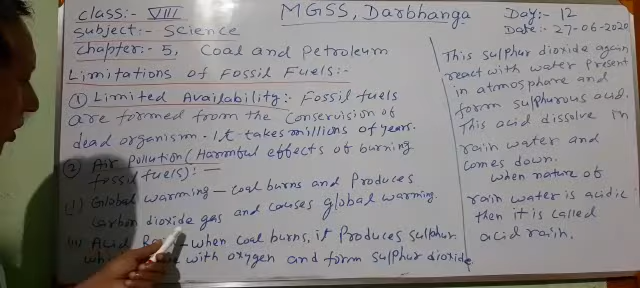 class:- VIII
MGSS, Darbhanga
Day:- 12
Subject:- Science
Date:- 27-06-2020
Chapter:- 5, Coal and Petroleum
Limitations of Fossil Fuels:-
① Limited Availability:- Fossil fuels
are formed from the Conservision of
dead organism. It takes millions of years.
② Air Pollution (Harmful effects of burning
fossil fuels):-
(i) Global warming - Coal burns and Produces
Carbon dioxide gas and causes global warming.
(ii) Acid - when coal burns, it Produces sulphur
with oxygen and form sulphur dioxide
This sulphur dioxide again
react with water present
in atmosphare and
form sulphurous acid.
This acid dissolve in
rain water and
comes down.
when nature of
rain water is acidic
then it is called
acid rain.